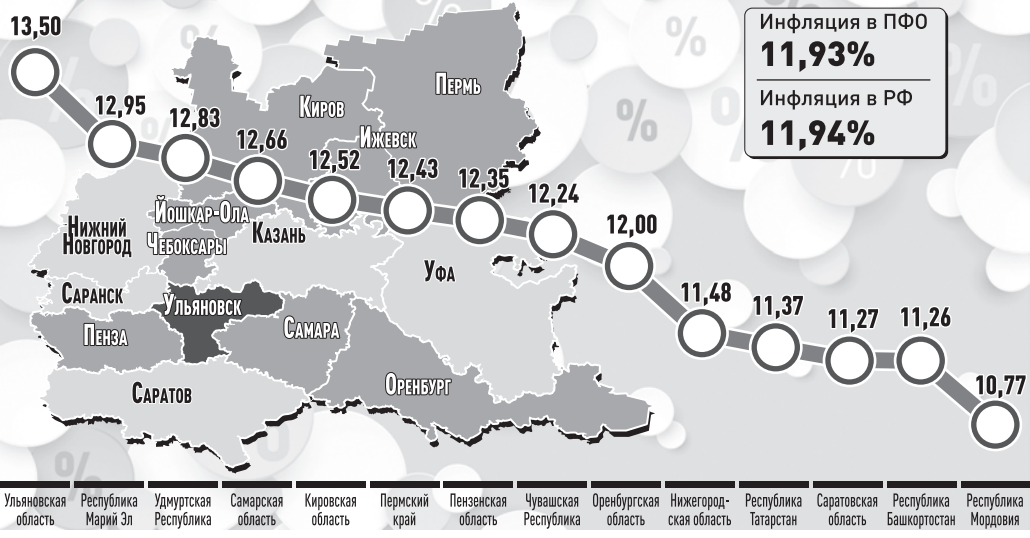 Инфляция в ПФО
11,93%
Инфляция в РФ
11,94%
13,50
12,95
12,83
12,66
12,52
12,43
12,35
12,24
12,00
11,48
11,37
11,27
11,26
10,77
Пермь
Киров
Ижевск
Йошкар-Ола
Нижний
Новгород
Чебоксары
Казань
Уфа
Саранск
Ульяновск
Пенза
Самара
Оренбург
Саратов
Ульяновская
область
Республика
Марий Эл
Удмуртская
Республика
Самарская
область
Кировская
область
Пермский
край
Пензенская
область
Чувашская
Республика
Оренбургская
область
Нижегород-
ская область
Республика
Татарстан
Саратовская
область
Республика
Башкортостан
Республика
Мордовия